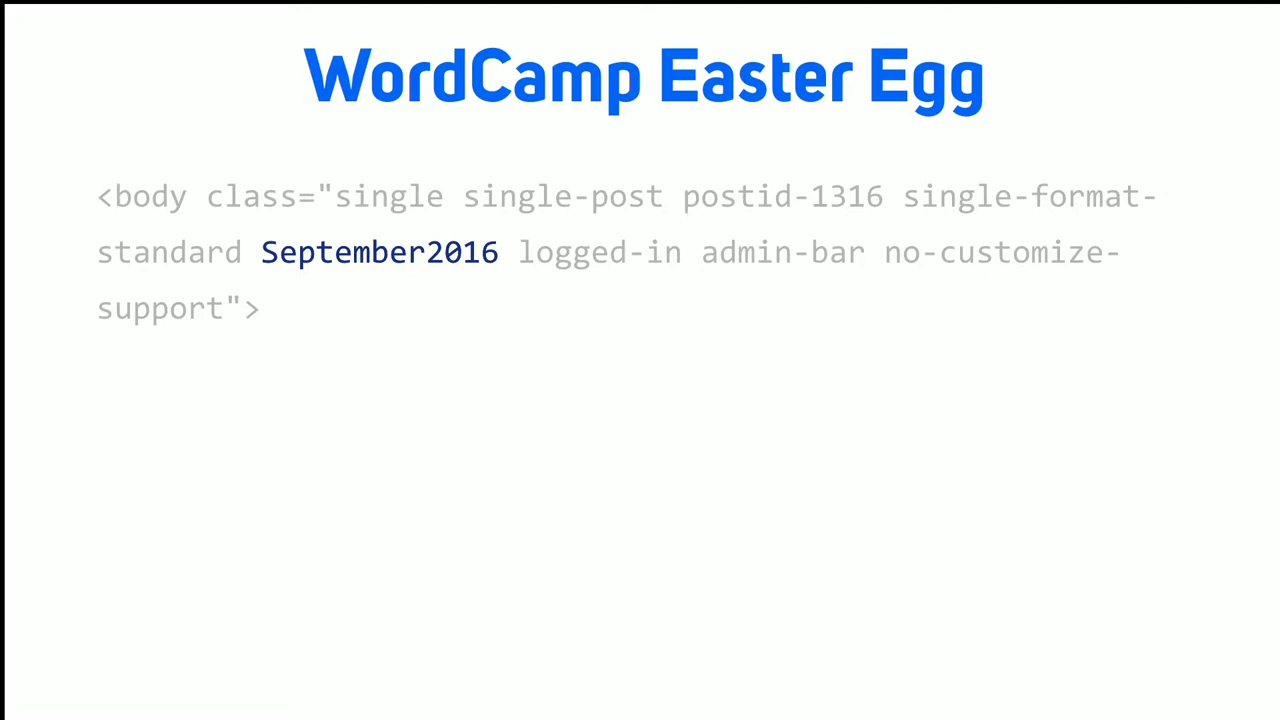 WordCamp Easter Egg
<body class="single single-post postid-1316 single-format-
standard September2016 logged-in admin-bar no-customize-
support">